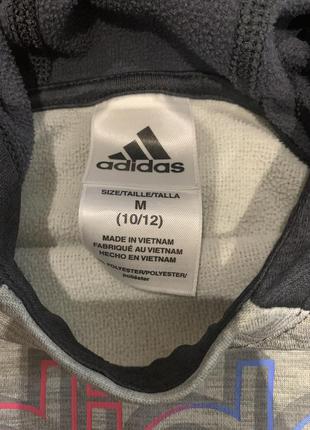 adidas
SIZE/TAILLE/TALLA
M
(10/12)
MADE IN VIETNAM
FABRIQUÉ AU VIETNAM
HECHO EN VIETNAM
POLYESTER/POLYESTER/
poliéster